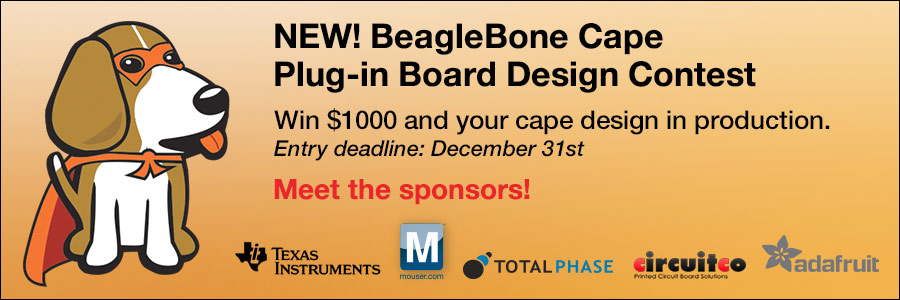 NEW! BeagleBone Cape
Plug-in Board Design Contest
Win $1000 and your cape design in production.
Entry deadline: December 31st
Meet the sponsors!
TEXAS
INSTRUMENTS
M
mouser.com
TOTAL PHASE
circuitco
Printed Circuit Board Solutions
adafruit